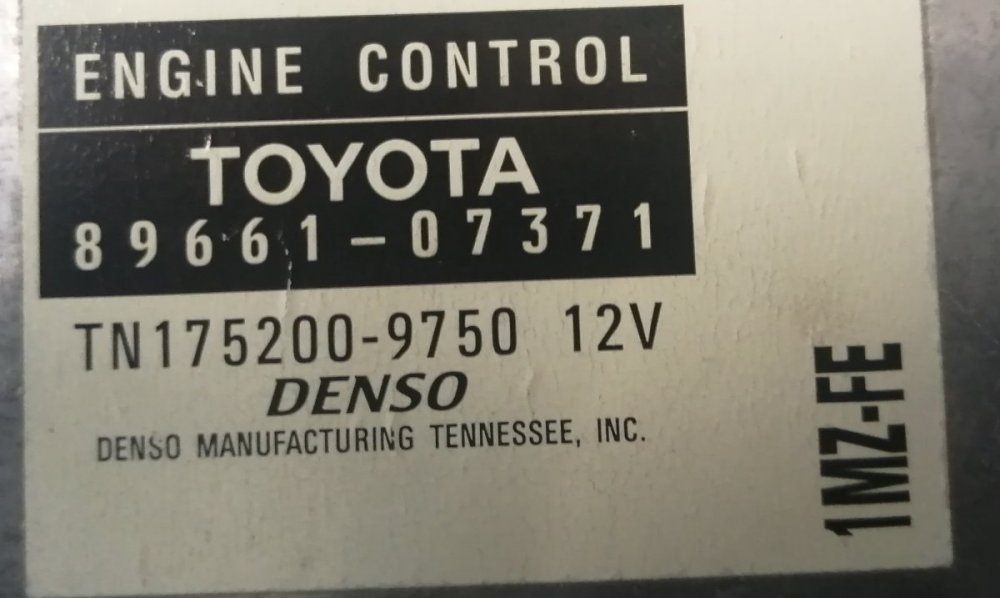 ENGINE CONTROL
TOYOTA
89661-07371
TN175200-9750 12V
DENSO
DENSO MANUFACTURING TENNESSEE, INC.
1MZ-FE